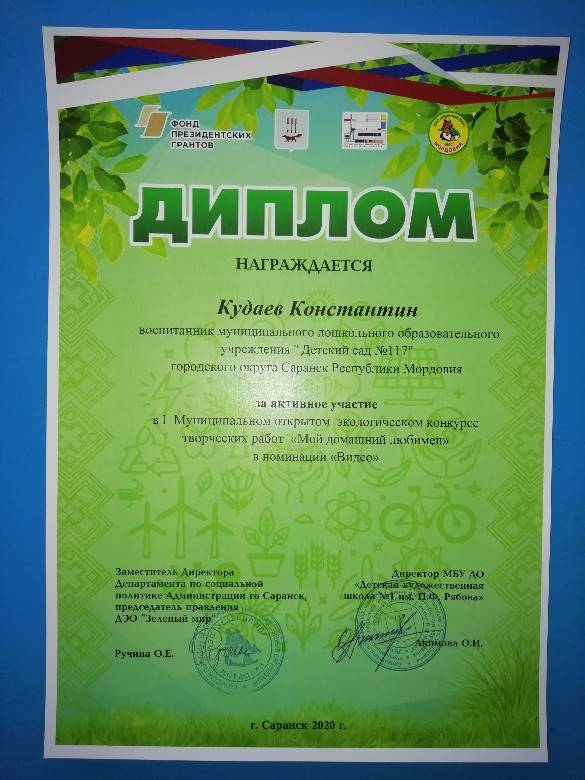 ФОНД
ПРЕЗИДЕНТСКИХ
ГРАНТОВ
МОРДОВИЯ
ДИПЛОМ
НАГРАЖДАЕТСЯ
Кудаев Константин
воспитанник муниципального дошкольного образовательного
учреждения " Детский сад №117"
городского округа Саранск Республики Мордовия
за активное участие
в I Муниципальном открытом экологическом конкурсе
творческих работ «Мой домашний любимец»
в номинации «Видео»
Заместитель Директора
Департамента по социальной
политике Администрации го Саранск,
председатель правления
ДЭО "Зеленый мир"
Ручина О.Е.
Директор МБУ ДО
«Детская художественная
школа №1 им. П.Ф. Рябова»
Акимова О.И.
МОРДОВИЯ
г. Саранск 2020 г.